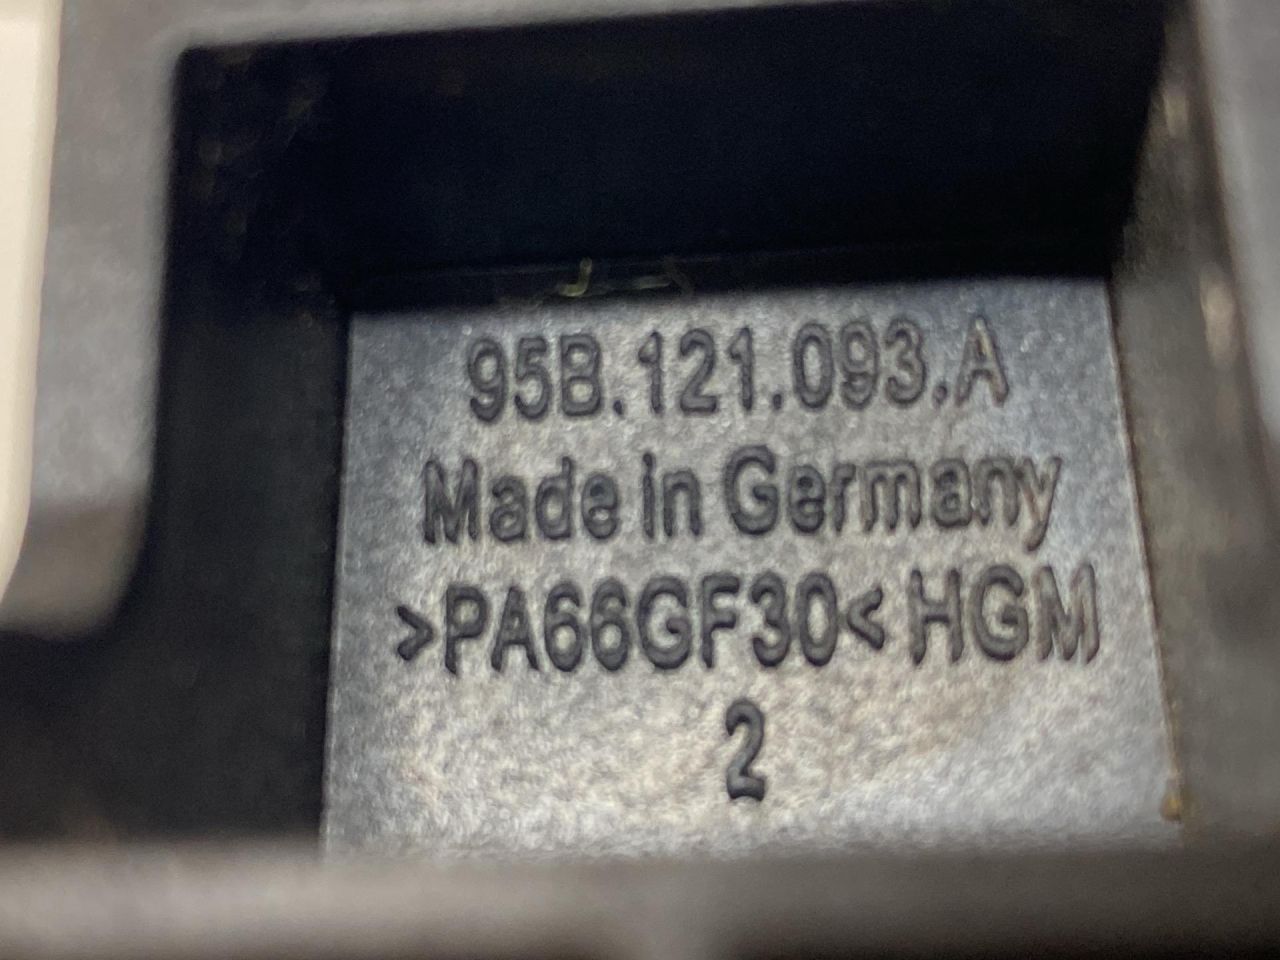 95B.121.093.A
Made in Germany
>PA66GF30< HGM
2